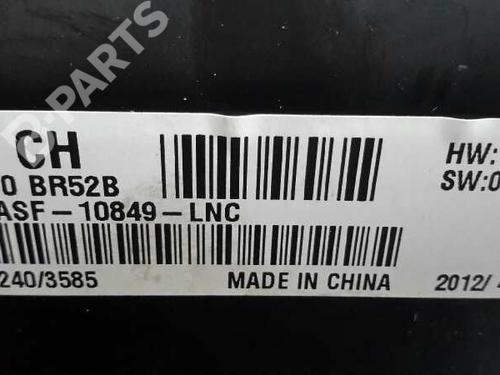 B-PARTS
CH
HW:
0 BR52B
SW:0
ASF-10849-LNC
240/3585
MADE IN CHINA
2012/